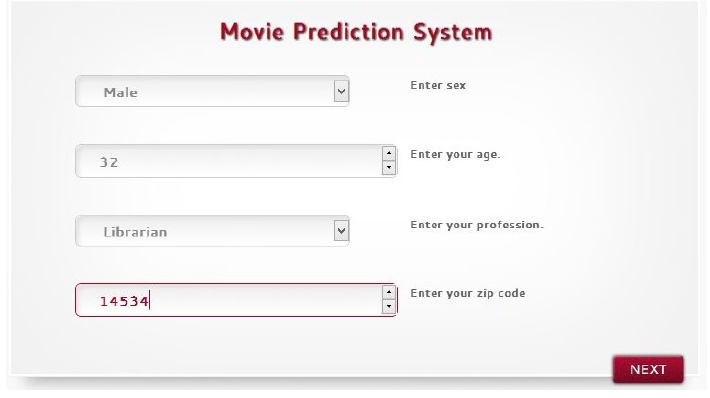 Movie Prediction System
Male
Enter sex
32
Enter your age.
Librarian
Enter your profession.
14534
Enter your zip code
NEXT